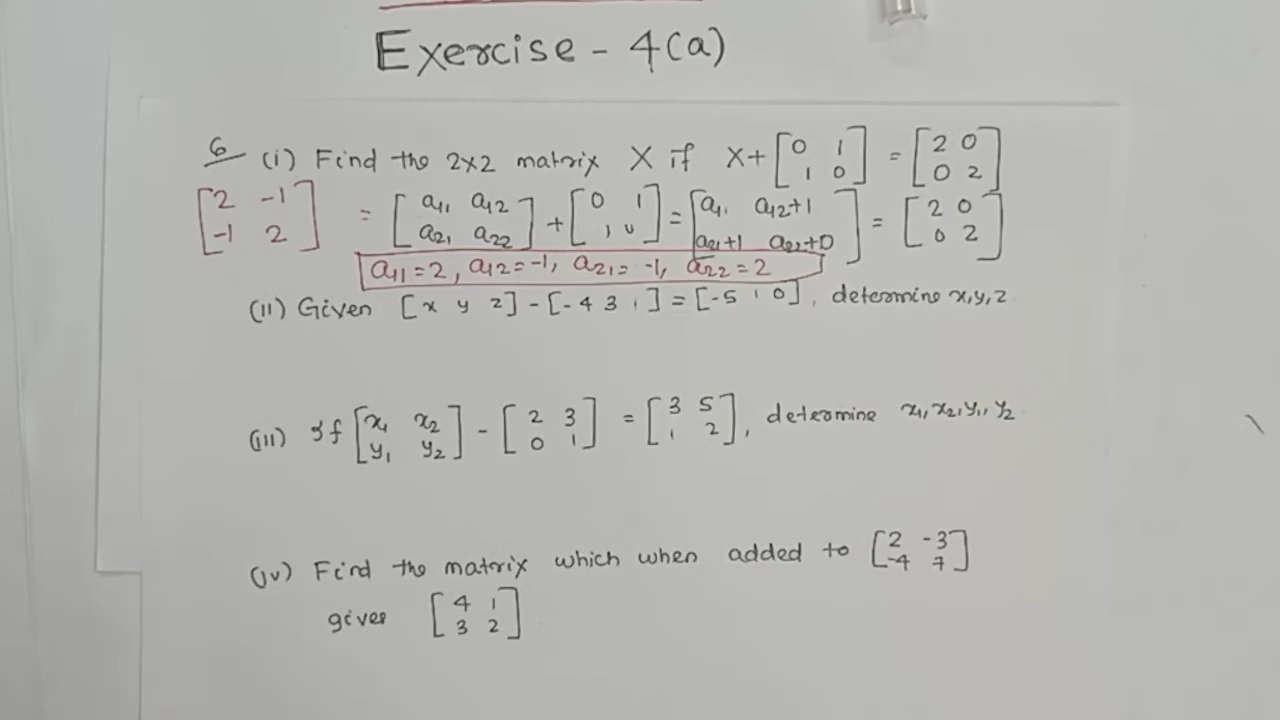 Exercise - 4(a)
6 (i) Find the 2x2 matrix X if X+[0 1 1 0] = [2 0 0 2]
[2 -1 -1 2] = [a11 a12 a21 a22] + [0 1 1 0] = [a11 a12+1 a21+1 a22+0] = [2 0 0 2]
a11=2, a12=-1, a21=-1, a22=2
(ii) Given [x y z] - [-4 3 1] = [-5 1 0], determine x,y,z
(iii) If [x1 x2 y1 y2] - [2 3 0 1] = [3 5 1 2], determine x1, x2, y1, y2
(iv) Find the matrix which when added to [2 -3 -4 7]
gives [4 1 3 2]